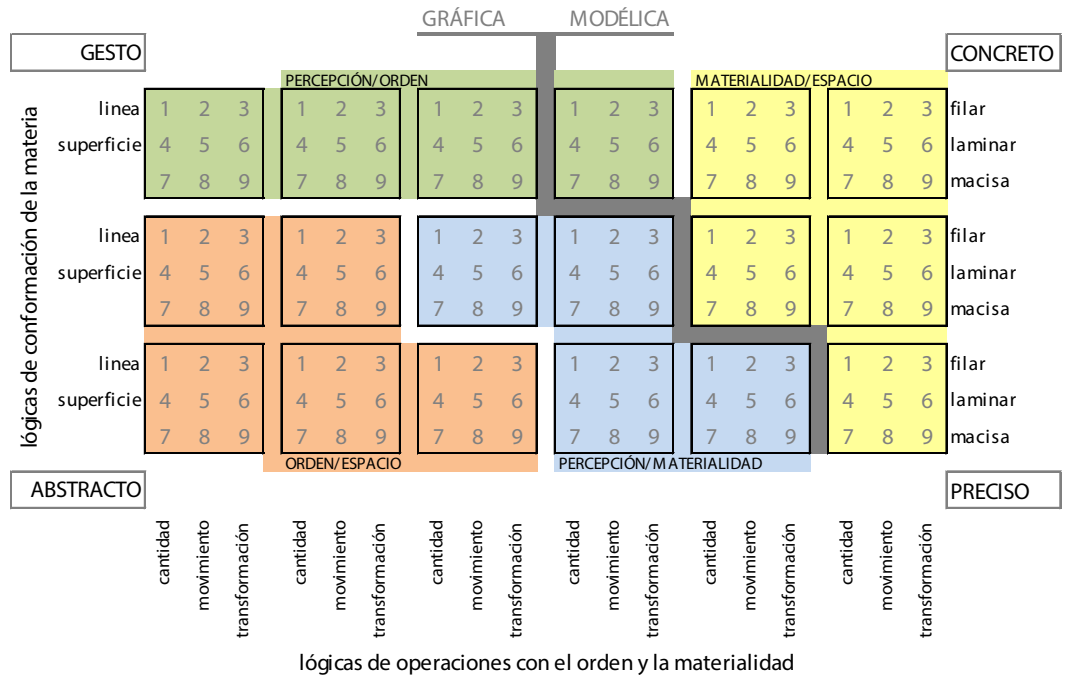 GRÁFICA MODÉLICA
GESTO CONCRETO
PERCEPCIÓN/ORDEN MATERIALIDAD/ESPACIO
linea 1 2 3 1 2 3 1 2 3 1 2 3 1 2 3 1 2 3 filar
superficie 4 5 6 4 5 6 4 5 6 4 5 6 4 5 6 4 5 6 laminar
7 8 9 7 8 9 7 8 9 7 8 9 7 8 9 7 8 9 macisa
linea 1 2 3 1 2 3 1 2 3 1 2 3 1 2 3 1 2 3 filar
superficie 4 5 6 4 5 6 4 5 6 4 5 6 4 5 6 4 5 6 laminar
7 8 9 7 8 9 7 8 9 7 8 9 7 8 9 7 8 9 macisa
linea 1 2 3 1 2 3 1 2 3 1 2 3 1 2 3 1 2 3 filar
superficie 4 5 6 4 5 6 4 5 6 4 5 6 4 5 6 4 5 6 laminar
7 8 9 7 8 9 7 8 9 7 8 9 7 8 9 7 8 9 macisa
lógicas de conformación de la materia
ORDEN/ESPACIO PERCEPCIÓN/MATERIALIDAD
ABSTRACTO PRECISO
cantidad movimiento transformación cantidad movimiento transformación cantidad movimiento transformación cantidad movimiento transformación cantidad movimiento transformación cantidad movimiento transformación
lógicas de operaciones con el orden y la materialidad